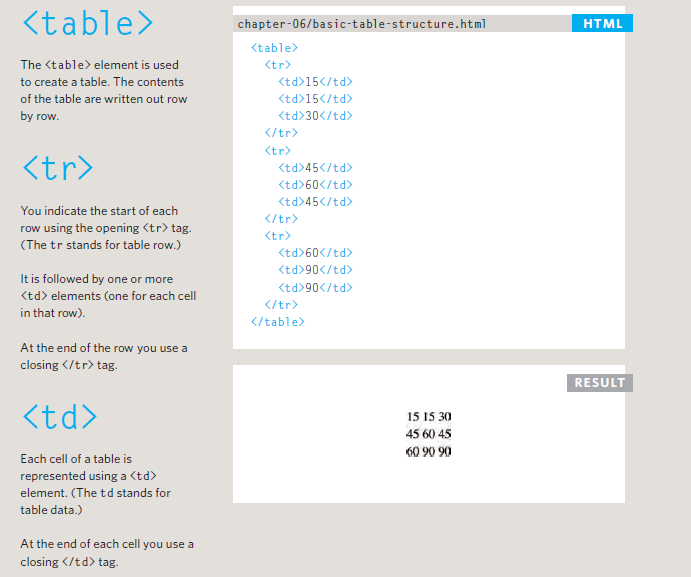 <table>
The <table> element is used
to create a table. The contents
of the table are written out row
by row.
<tr>
You indicate the start of each
row using the opening <tr> tag.
(The tr stands for table row.)
It is followed by one or more
<td> elements (one for each cell
in that row).
At the end of the row you use a
closing </tr> tag.
<td>
Each cell of a table is
represented using a <td>
element. (The td stands for
table data.)
At the end of each cell you use a
closing </td> tag.
chapter-06/basic-table-structure.html
HTML
<table>
<tr>
<td>15</td>
<td>15</td>
<td>30</td>
</tr>
<tr>
<td>45</td>
<td>60</td>
<td>45</td>
</tr>
<tr>
<td>60</td>
<td>90</td>
<td>90</td>
</tr>
</table>
RESULT
15 15 30
45 60 45
60 90 90